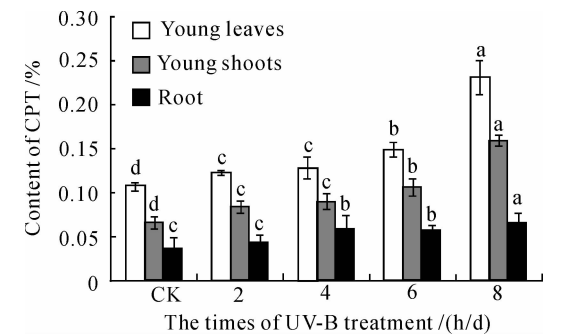 Content of CPT /%
0.30
0.25
0.20
0.15
0.10
0.05
0
Young leaves
Young shoots
Root
d d c
c c c
c c b
b b b
a a a
CK 2 4 6 8
The times of UV-B treatment /(h/d)